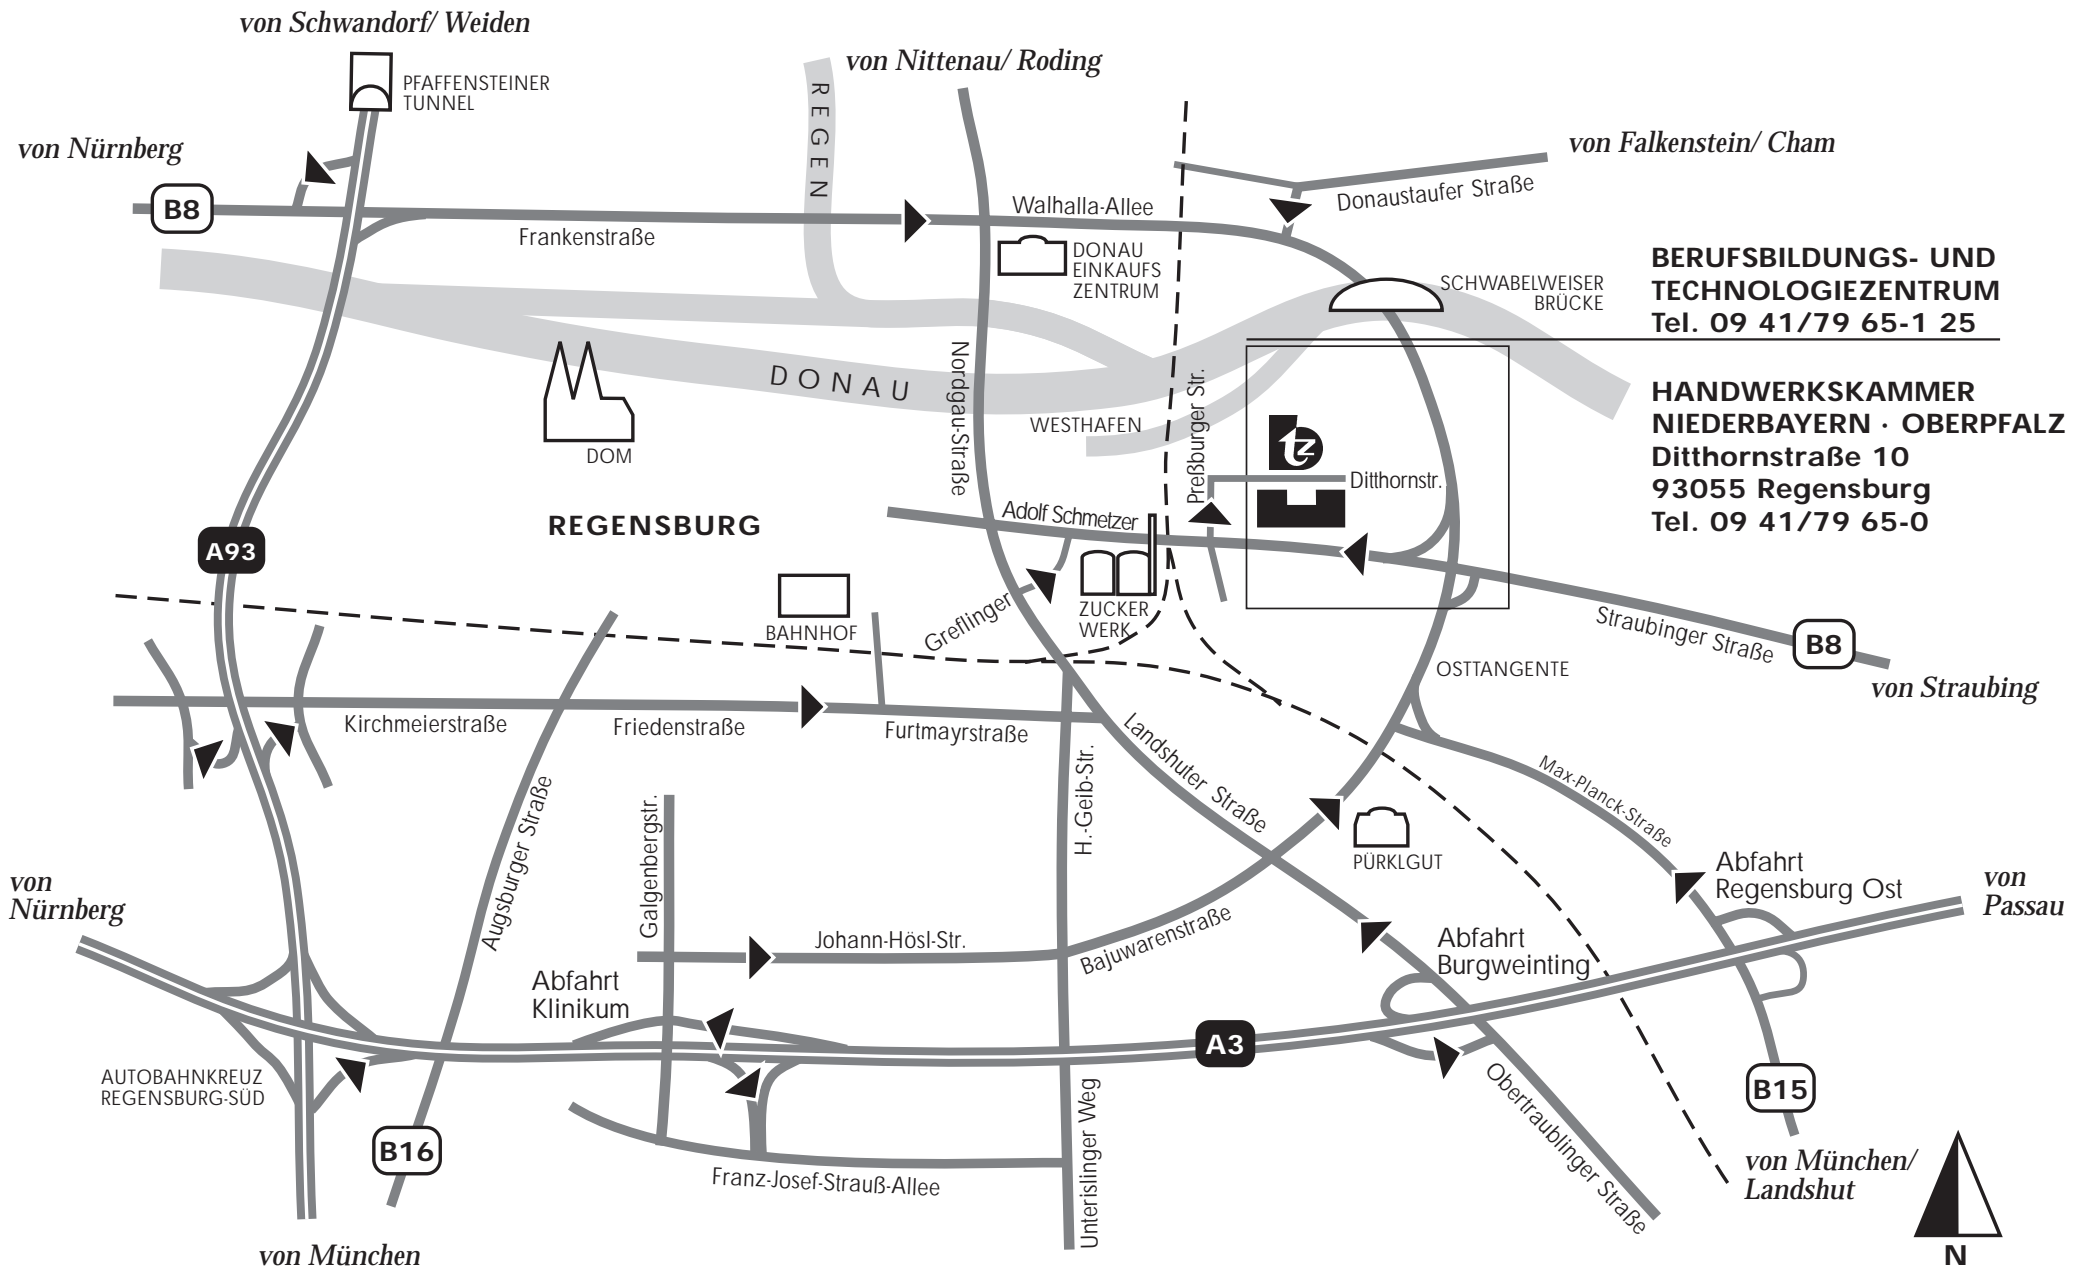 von Schwandorf/ Weiden
PFAFFENSTEINER
TUNNEL
von Nittenau/ Roding
REGEN
von Nürnberg
B8
Frankenstraße
Walhalla-Allee
von Falkenstein/ Cham
Donaustaufer Straße
DONAU
EINKAUFS
ZENTRUM
SCHWABELWEISER
BRÜCKE
BERUFSBILDUNGS- UND
TECHNOLOGIEZENTRUM
Tel. 09 41/79 65-1 25
HANDWERKSKAMMER
NIEDERBAYERN · OBERPFALZ
Ditthornstraße 10
93055 Regensburg
Tel. 09 41/79 65-0
DONAU
DOM
Nordgau-Straße
WESTHAFEN
Preßburger Str.
tz
Ditthornstr.
REGENSBURG
A93
Adolf Schmetzer
ZUCKER
WERK
BAHNHOF
Greflinger
Straubinger Straße
B8
von Straubing
OSTTANGENTE
Kirchmeierstraße
Friedenstraße
Furtmayrstraße
Landshuter Straße
H.-Geib-Str.
Augsburger Straße
Galgenbergstr.
Max-Planck-Straße
PÜRKLGUT
von
Nürnberg
Abfahrt
Regensburg Ost
von
Passau
Johann-Hösl-Str.
Bajuwarenstraße
Abfahrt
Burgweinting
Abfahrt
Klinikum
A3
AUTOBAHNKREUZ
REGENSBURG-SÜD
B16
Franz-Josef-Strauß-Allee
Unterislinger Weg
Obertraublinger Straße
B15
von München/
Landshut
von München
N